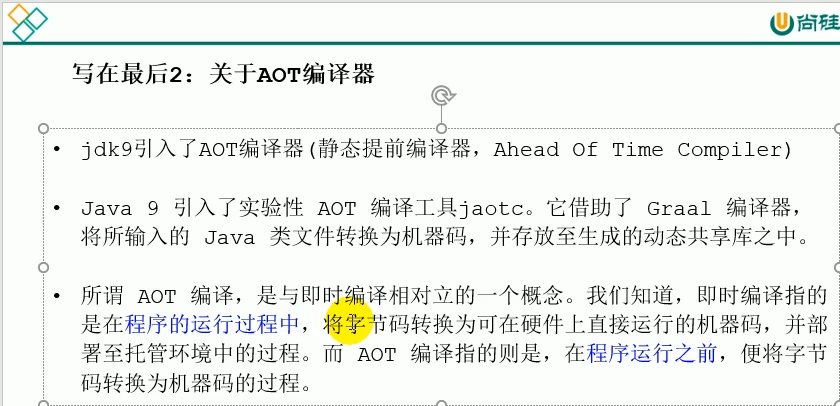 尚硅
写在最后2：关于AOT编译器
• jdk9引入了AOT编译器(静态提前编译器，Ahead Of Time Compiler)
• Java 9 引入了实验性 AOT 编译工具jaotc。它借助了 Graal 编译器，
将所输入的 Java 类文件转换为机器码，并存放至生成的动态共享库之中。
• 所谓 AOT 编译，是与即时编译相对立的一个概念。我们知道，即时编译指的
是在程序的运行过程中，将字节码转换为可在硬件上直接运行的机器码，并部
署至托管环境中的过程。而 AOT 编译指的则是，在程序运行之前，便将字节
码转换为机器码的过程。